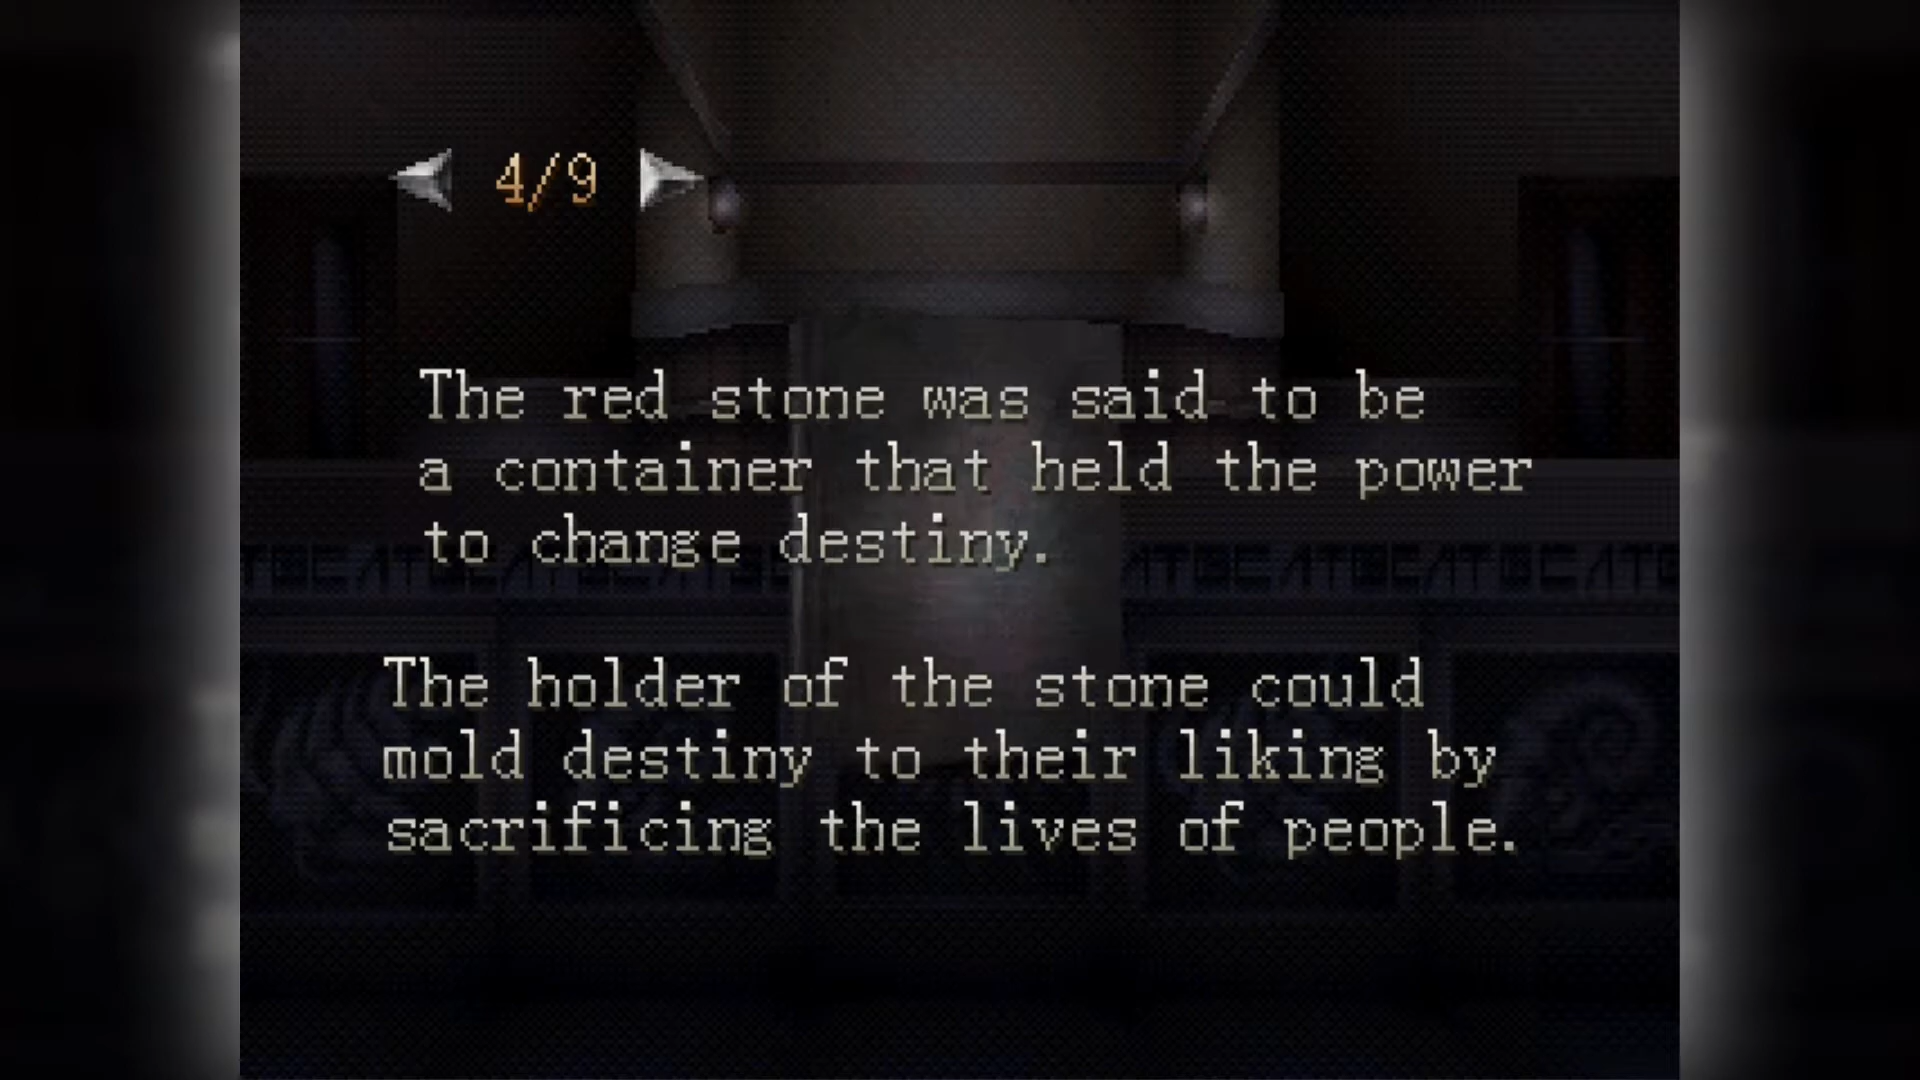 4/9
The red stone was said to be
a container that held the power
to change destiny.
The holder of the stone could
mold destiny to their liking by
sacrificing the lives of people.